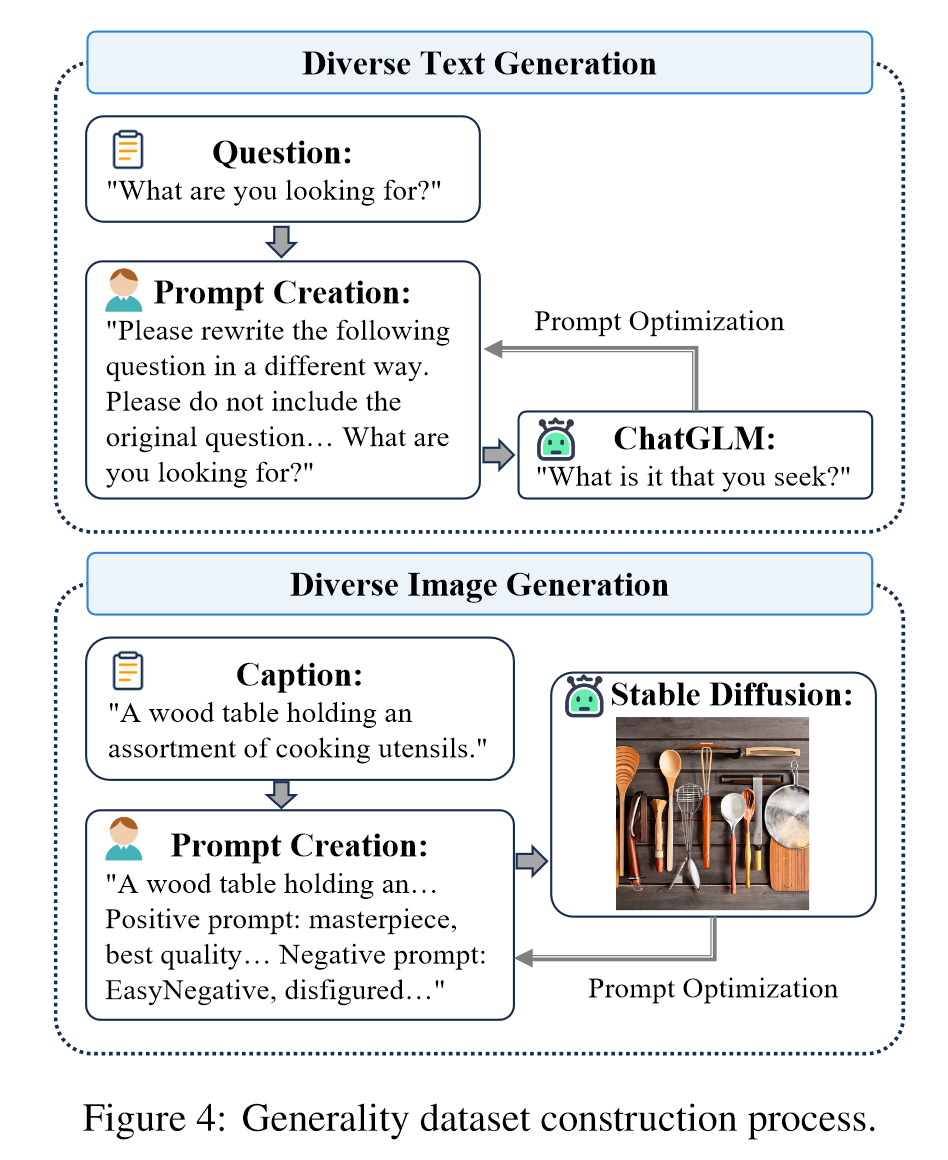 Diverse Text Generation
Question:
"What are you looking for?"
Prompt Creation:
"Please rewrite the following
question in a different way.
Please do not include the
original question… What are
you looking for?"
Prompt Optimization
ChatGLM:
"What is it that you seek?"
Diverse Image Generation
Caption:
"A wood table holding an
assortment of cooking utensils."
Prompt Creation:
"A wood table holding an…
Positive prompt: masterpiece,
best quality… Negative prompt:
EasyNegative, disfigured…"
Stable Diffusion:
Prompt Optimization
Figure 4: Generality dataset construction process.